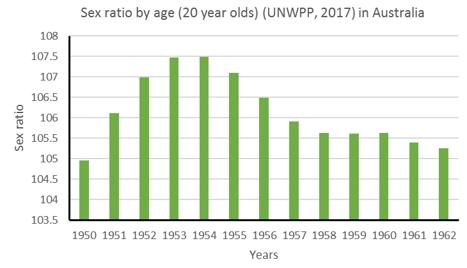 Sex ratio by age (20 year olds) (UNWPP, 2017) in Australia
108
107.5
107
106.5
106
105.5
105
104.5
104
103.5
Sex ratio
1950 1951 1952 1953 1954 1955 1956 1957 1958 1959 1960 1961 1962
Years